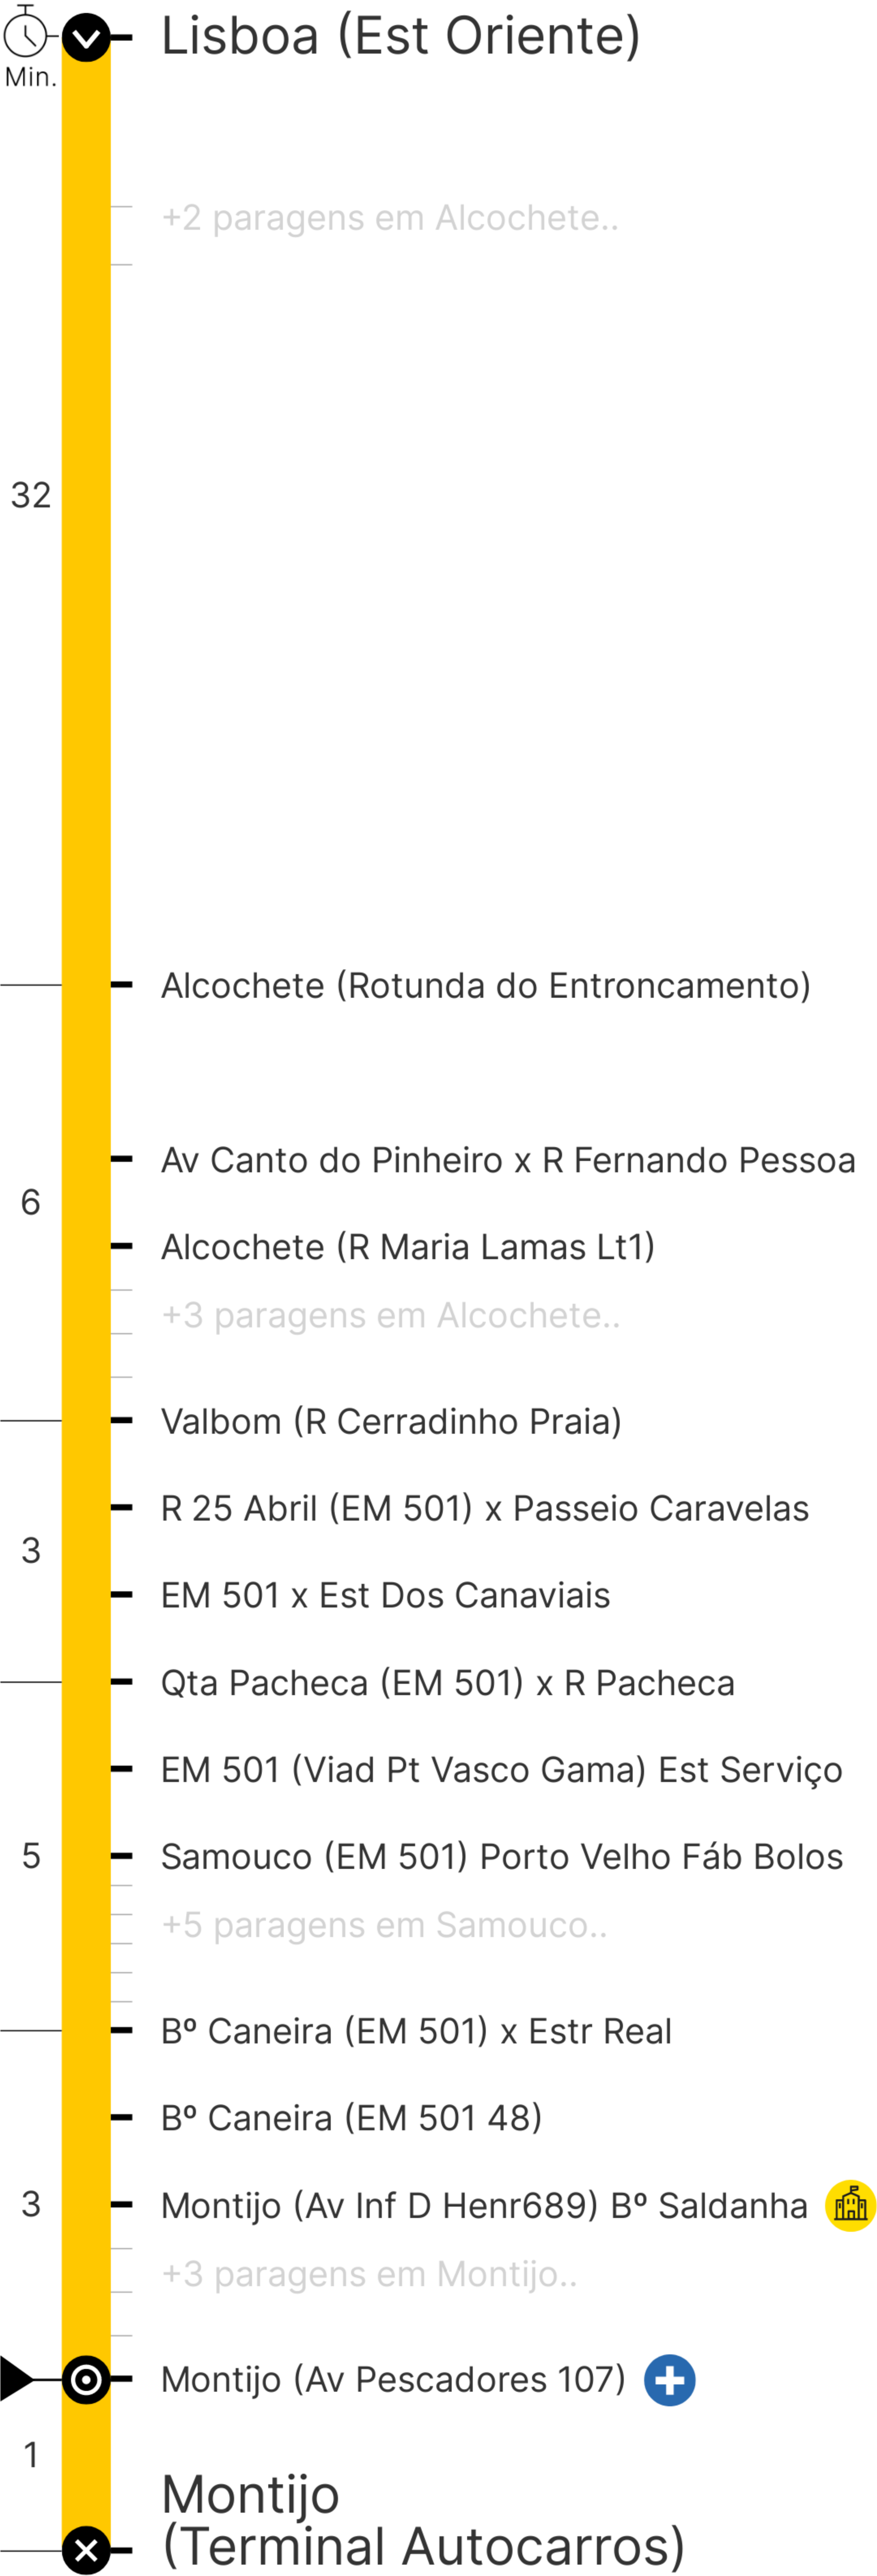 Lisboa (Est Oriente)
Min.
+2 paragens em Alcochete..
32
Alcochete (Rotunda do Entroncamento)
Av Canto do Pinheiro x R Fernando Pessoa
6
Alcochete (R Maria Lamas Lt1)
+3 paragens em Alcochete..
Valbom (R Cerradinho Praia)
R 25 Abril (EM 501) x Passeio Caravelas
3
EM 501 x Est Dos Canaviais
Qta Pacheca (EM 501) x R Pacheca
EM 501 (Viad Pt Vasco Gama) Est Serviço
5
Samouco (EM 501) Porto Velho Fáb Bolos
+5 paragens em Samouco..
Bº Caneira (EM 501) x Estr Real
Bº Caneira (EM 501 48)
3
Montijo (Av Inf D Henr689) Bº Saldanha
+3 paragens em Montijo..
Montijo (Av Pescadores 107)
1
Montijo
(Terminal Autocarros)